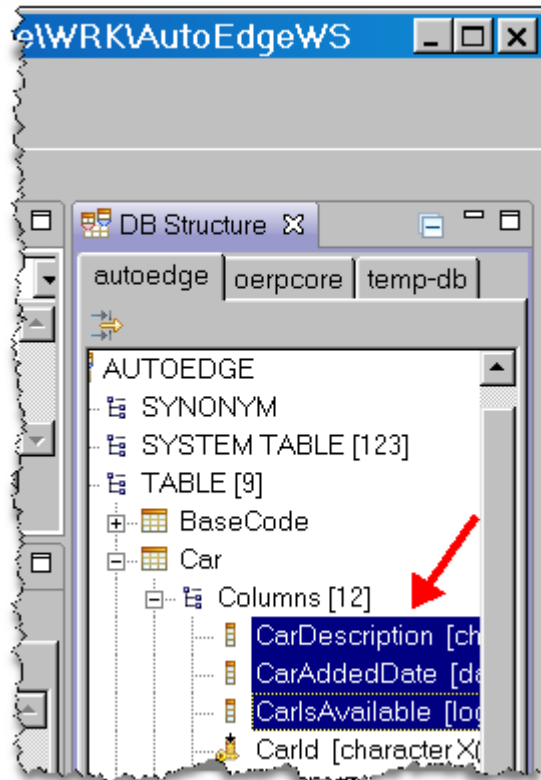 e\WRK\AutoEdgeWS
DB Structure
autoedge oerpcore temp-db
AUTOEDGE
SYNONYM
SYSTEM TABLE [123]
TABLE [9]
BaseCode
Car
Columns [12]
CarDescription [ch
CarAddedDate [da
CarIsAvailable [log
CarId [character X(